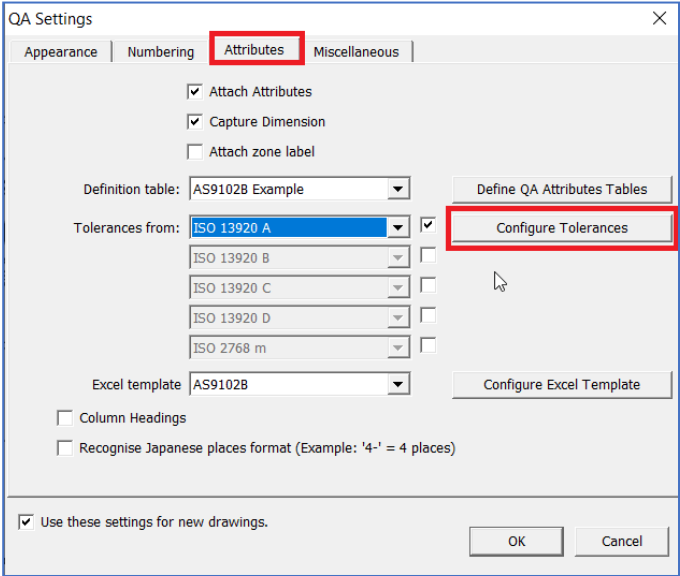 QA Settings
Appearance Numbering Attributes Miscellaneous
Attach Attributes
Capture Dimension
Attach zone label
Definition table: AS9102B Example Define QA Attributes Tables
Tolerances from: ISO 13920 A Configure Tolerances
ISO 13920 B
ISO 13920 C
ISO 13920 D
ISO 2768 m
Excel template AS9102B Configure Excel Template
Column Headings
Recognise Japanese places format (Example: '4-' = 4 places)
Use these settings for new drawings.
OK Cancel